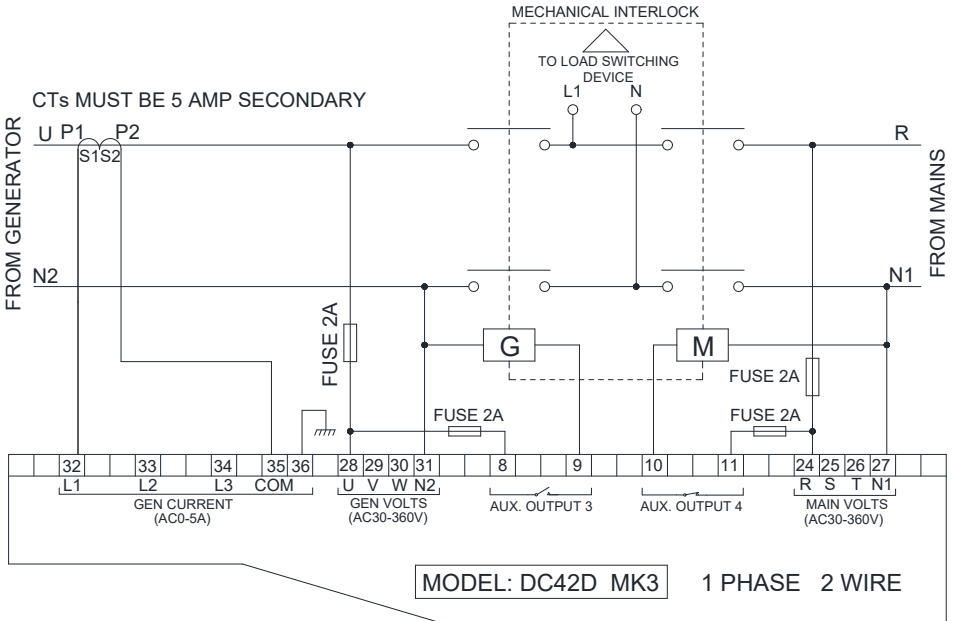 MECHANICAL INTERLOCK
TO LOAD SWITCHING
DEVICE
L1 N
CTs MUST BE 5 AMP SECONDARY
U P1 P2
S1S2
R
FROM GENERATOR
FROM MAINS
N2
N1
FUSE 2A
G
M
FUSE 2A
FUSE 2A
FUSE 2A
32 33 34 35 36 28 29 30 31 8 9 10 11 24 25 26 27
L1 L2 L3 COM U V W N2 R S T N1
GEN CURRENT
(AC0-5A)
GEN VOLTS
(AC30-360V)
AUX. OUTPUT 3
AUX. OUTPUT 4
MAIN VOLTS
(AC30-360V)
MODEL: DC42D MK3 1 PHASE 2 WIRE